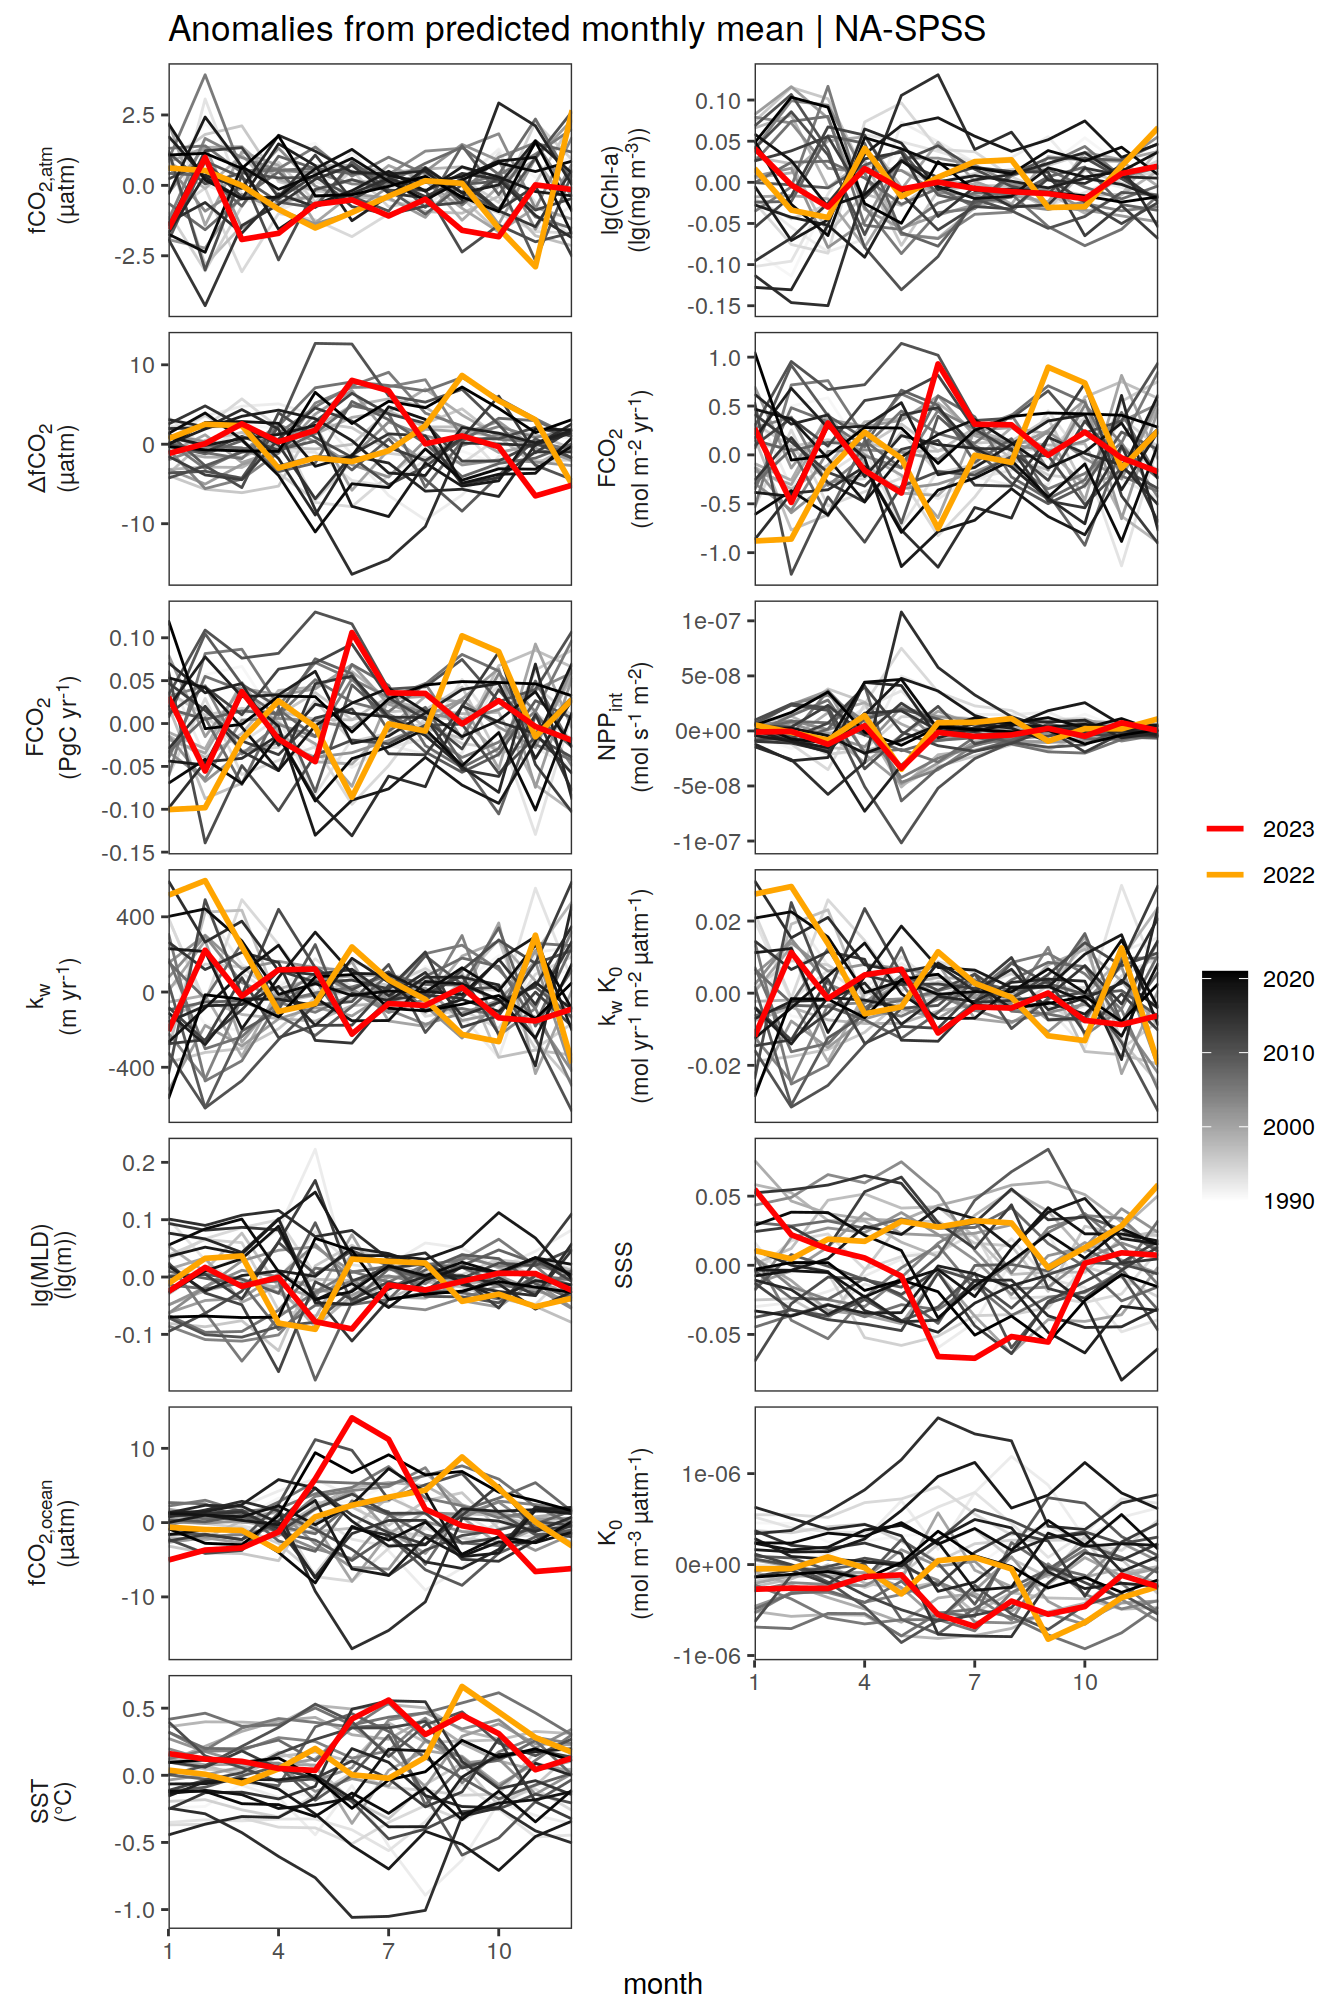 Anomalies from predicted monthly mean | NA-SPSS
fCO2,atm
(µatm)
2.5
0.0
-2.5
lg(Chl-a)
(lg(mg m-3))
0.10
0.05
0.00
-0.05
-0.10
-0.15
ΔfCO2
(µatm)
10
0
-10
FCO2
(mol m-2 yr-1)
1.0
0.5
0.0
-0.5
-1.0
FCO2
(PgC yr-1)
0.10
0.05
0.00
-0.05
-0.10
-0.15
NPPint
(mol s-1 m-2)
1e-07
5e-08
0e+00
-5e-08
-1e-07
kw
(m yr-1)
400
0
-400
kw K0
(mol yr-1 m-2 µatm-1)
0.02
0.00
-0.02
lg(MLD)
(lg(m))
0.2
0.1
0.0
-0.1
SSS
0.05
0.00
-0.05
fCO2,ocean
(µatm)
10
0
-10
K0
(mol m-3 µatm-1)
1e-06
0e+00
-1e-06
1 4 7 10
SST
(°C)
0.5
0.0
-0.5
-1.0
1 4 7 10
month
2023
2022
2020
2010
2000
1990